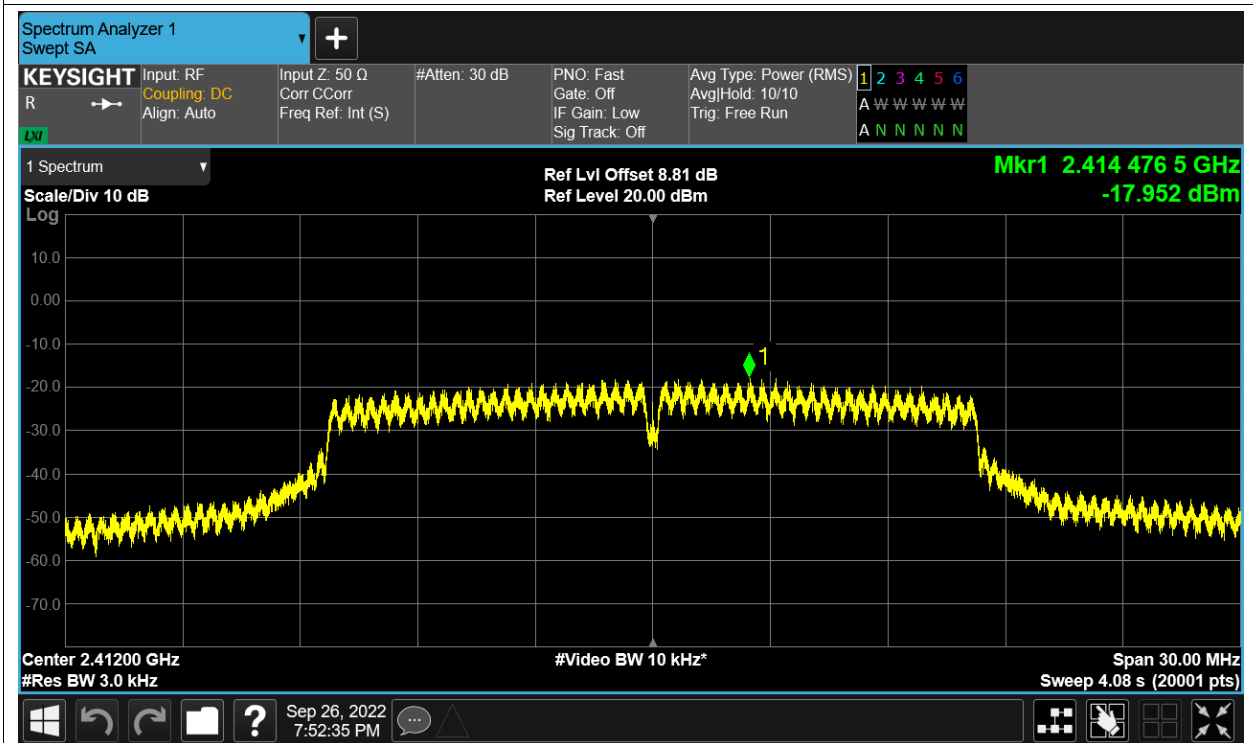 Spectrum Analyzer 1
Swept SA
KEYSIGHT
R
LXI
Input: RF
Coupling: DC
Align: Auto
Input Z: 50 Ω
Corr CCorr
Freq Ref: Int (S)
#Atten: 30 dB
PNO: Fast
Gate: Off
IF Gain: Low
Sig Track: Off
Avg Type: Power (RMS)
Avg|Hold: 10/10
Trig: Free Run
1 2 3 4 5 6
A W W W W W
A N N N N N
1 Spectrum
Scale/Div 10 dB
Ref Lvl Offset 8.81 dB
Ref Level 20.00 dBm
Mkr1 2.414 476 5 GHz
-17.952 dBm
Log
10.0
0.00
-10.0
-20.0
-30.0
-40.0
-50.0
-60.0
-70.0
1
Center 2.41200 GHz
#Res BW 3.0 kHz
#Video BW 10 kHz*
Span 30.00 MHz
Sweep 4.08 s (20001 pts)
?
Sep 26, 2022
7:52:35 PM